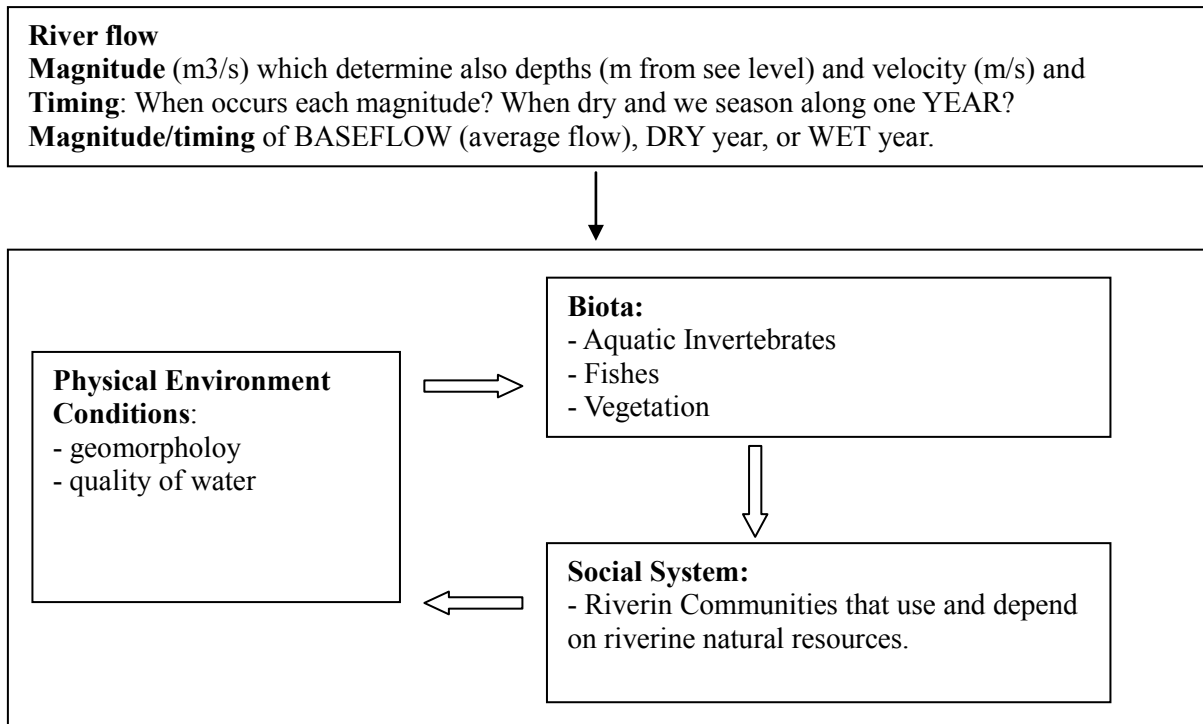 River flow
Magnitude (m3/s) which determine also depths (m from see level) and velocity (m/s) and
Timing: When occurs each magnitude? When dry and we season along one YEAR?
Magnitude/timing of BASEFLOW (average flow), DRY year, or WET year.
Physical Environment
Conditions:
- geomorpholoy
- quality of water
Biota:
- Aquatic Invertebrates
- Fishes
- Vegetation
Social System:
- Riverin Communities that use and depend
on riverine natural resources.